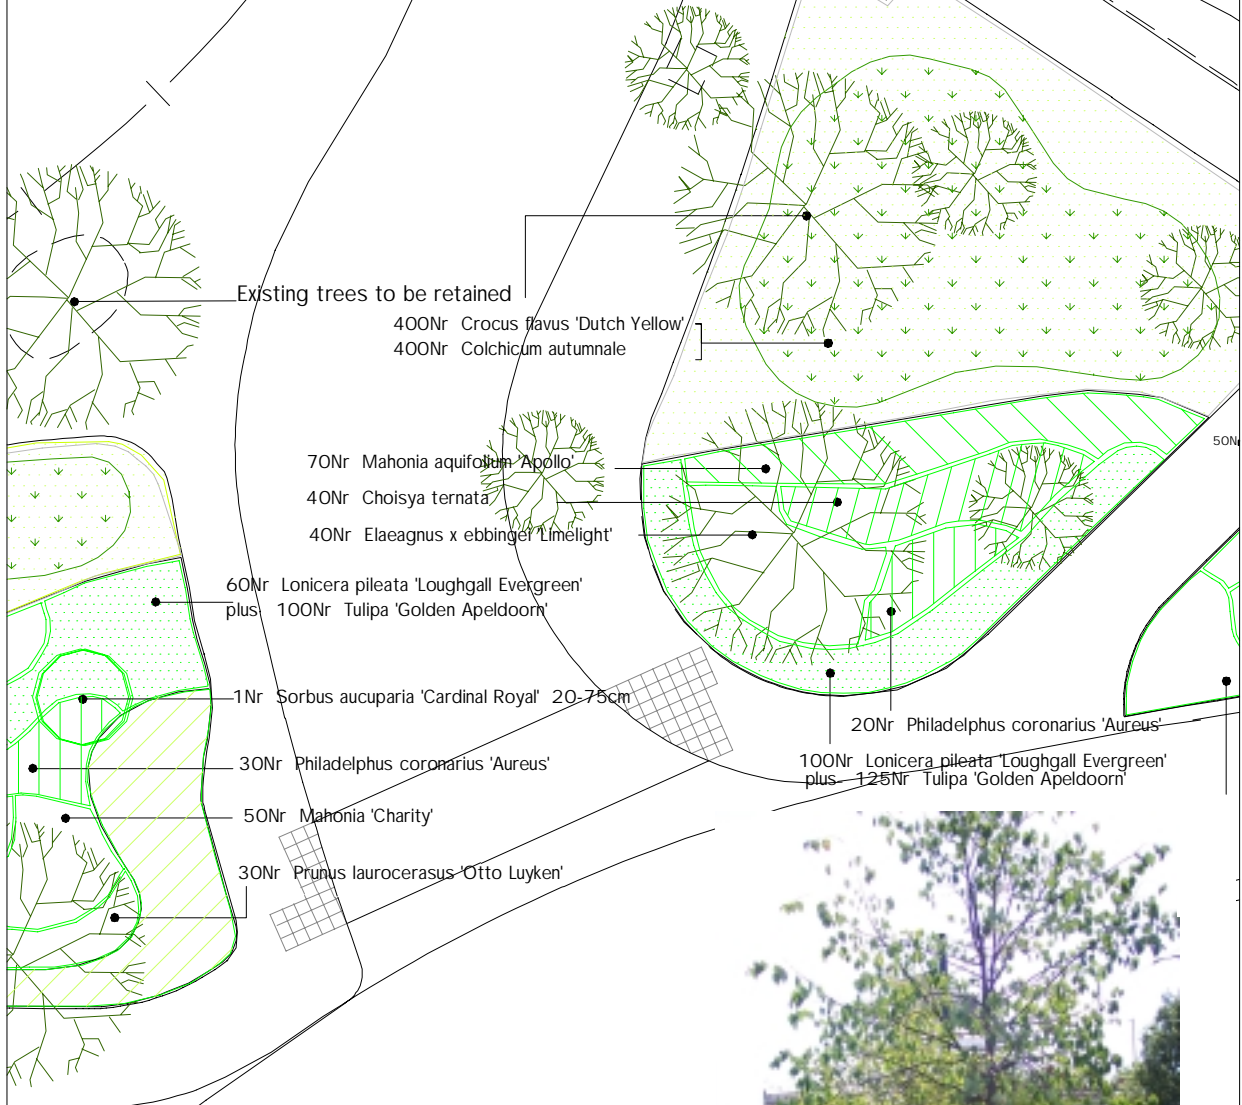 Existing trees to be retained
400Nr Crocus flavus 'Dutch Yellow'
400Nr Colchicum autumnale
50N
70Nr Mahonia aquifolium 'Apollo'
40Nr Choisya ternata
40Nr Elaeagnus x ebbingei 'Limelight'
60Nr Lonicera pileata 'Loughgall Evergreen'
plus- 100Nr Tulipa 'Golden Apeldoorn'
1Nr Sorbus aucuparia 'Cardinal Royal' 20-75cm
20Nr Philadelphus coronarius 'Aureus'
30Nr Philadelphus coronarius 'Aureus'
100Nr Lonicera pileata 'Loughgall Evergreen'
plus- 125Nr Tulipa 'Golden Apeldoorn'
50Nr Mahonia 'Charity'
30Nr Prunus laurocerasus 'Otto Luyken'